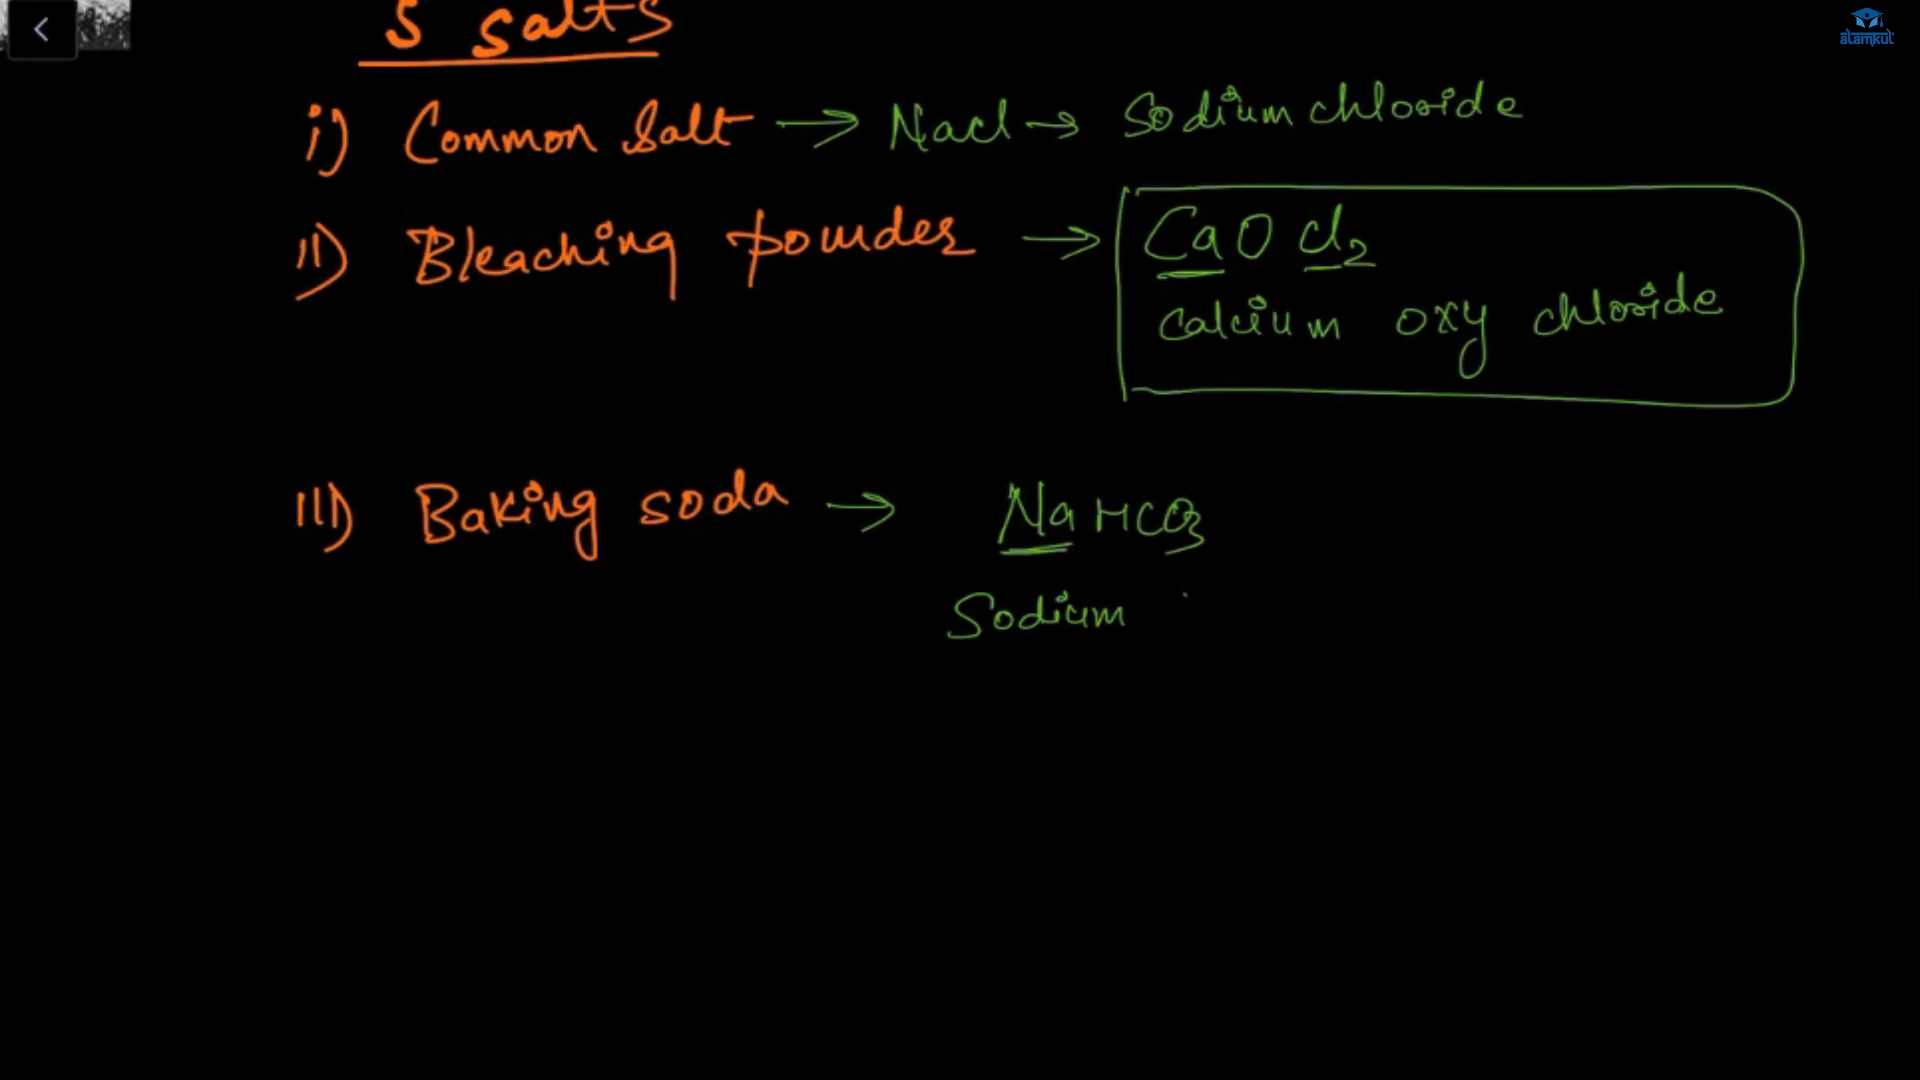 5 salts
i) Common Salt → Nacl → Sodium chloride
II) Bleaching powder → CaOcl2
calcium oxy chloride
III) Baking soda → NaHCO3
Sodium
alamkul